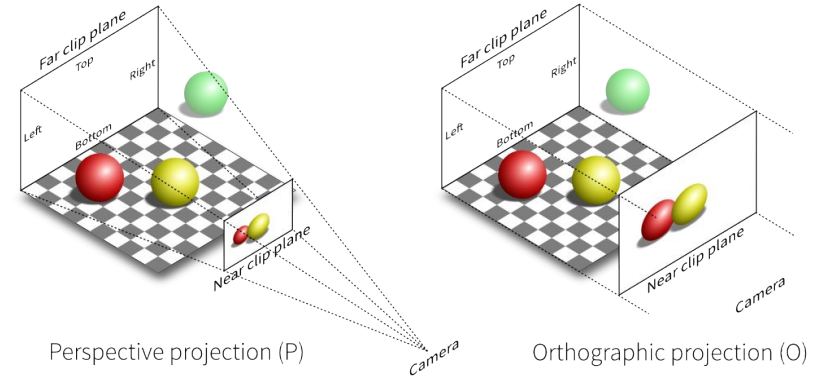 Far clip plane
Top
Right
Left
Bottom
Near clip plane
Camera
Perspective projection (P)
Far clip plane
Top
Right
Left
Bottom
Near clip plane
Camera
Orthographic projection (O)